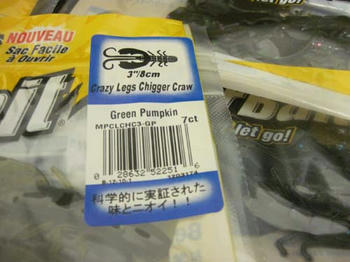 NOUVEAU
Sac Facile
à Ouvrir
3"/8cm
Crazy Legs Chigger Craw
Green Pumpkin
MPCLCHC3-GP 7ct
0 28632 52251 6
科学的に実証された
味とニオイ！！
let go!